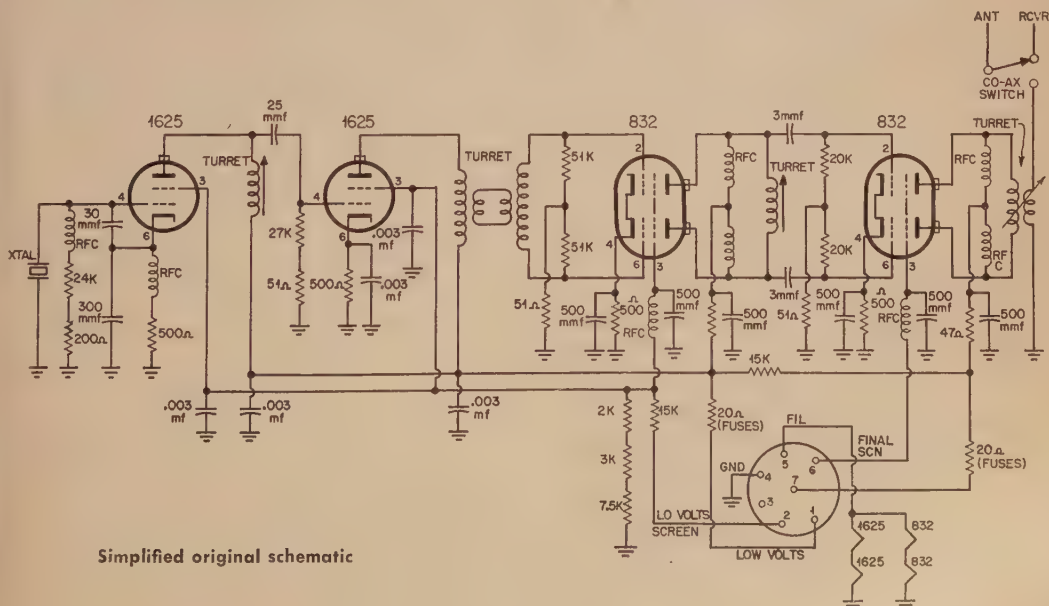 ANT RCVR
CO-AX
SWITCH
25
mmf
1625
1625
832
3mmf
832
TURRET
TURRET
TURRET
51K
51K
RFC
TURRET
20K
20K
RFC
RF
C
4
3
6
4
3
6
2
4
6
3
2
4
6
3
30
mmf
XTAL
RFC
RFC
24K
300
mmf
200Ω
500Ω
27K
51Ω
500Ω
.003
mf
.003
mf
51Ω
500
mmf
Ω
500
RFC
500
mmf
500
mmf
3mmf
500
mmf
51Ω
Ω
500
RFC
500
mmf
47Ω
500
mmf
15K
.003
mf
.003
mf
.003
mf
2K
15K
3K
7.5K
20Ω
(FUSES)
FIL
FINAL
SCN
20Ω
(FUSES)
GND
4
5
6
7
3
2
1
LO VOLTS
SCREEN
LOW VOLTS
1625
832
1625
832
Simplified original schematic